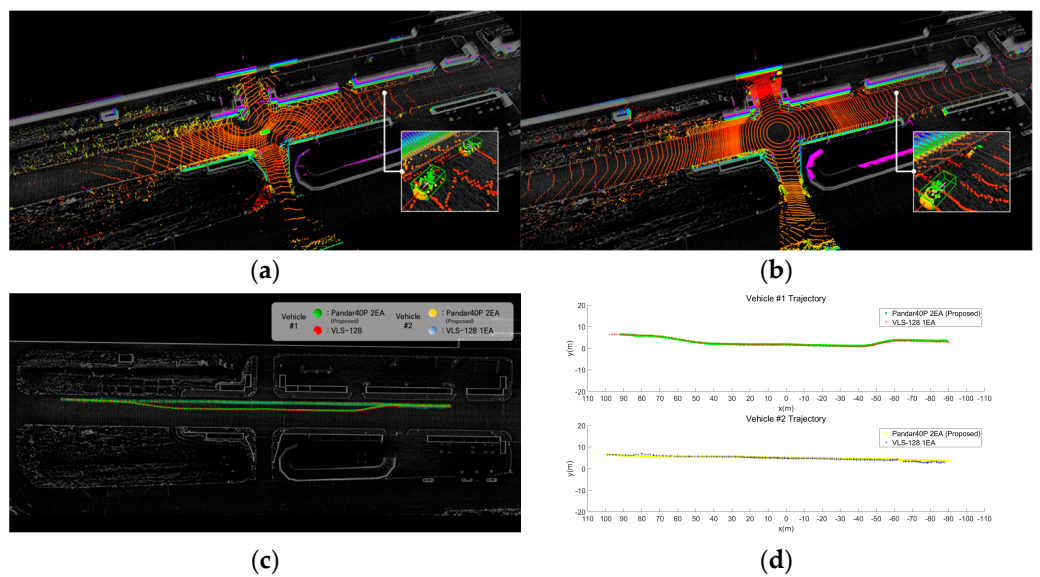 (a)
(b)
Vehicle #1 : Pandar40P 2EA (Proposed) : VLS-128 Vehicle #2 : Pandar40P 2EA (Proposed) : VLS-128 1EA
(c)
Vehicle #1 Trajectory
Pandar40P 2EA (Proposed)
VLS-128 1EA
y(m)
20
10
0
-10
-20
110 100 90 80 70 60 50 40 30 20 10 0 -10 -20 -30 -40 -50 -60 -70 -80 -90 -100 -110
x(m)
Vehicle #2 Trajectory
Pandar40P 2EA (Proposed)
VLS-128 1EA
y(m)
20
10
0
-10
-20
110 100 90 80 70 60 50 40 30 20 10 0 -10 -20 -30 -40 -50 -60 -70 -80 -90 -100 -110
x(m)
(d)